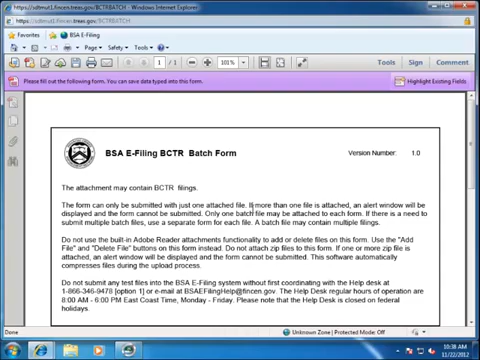 https://sdtmut1.fincen.treas.gov/BCTRBATCH - Windows Internet Explorer
https://sdtmut1.fincen.treas.gov/BCTRBATCH
Favorites BSA E-Filing
Page Safety Tools
1 / 1 101% Tools Sign Comment
Please fill out the following form. You can save data typed into this form. Highlight Existing Fields
BSA E-Filing BCTR Batch Form Version Number: 1.0
The attachment may contain BCTR filings.
The form can only be submitted with just one attached file. If more than one file is attached, an alert window will be
displayed and the form cannot be submitted. Only one batch file may be attached to each form. If there is a need to
submit multiple batch files, use a separate form for each file. A batch file may contain multiple filings.
Do not use the built-in Adobe Reader attachments functionality to add or delete files on this form. Use the "Add
File" and "Delete File" buttons on this form instead. Do not attach zip files to this form. If one or more zip file is
attached, an alert window will be displayed and the form cannot be submitted. This software automatically
compresses files during the upload process.
Do not submit any test files into the BSA E-Filing system without first coordinating with the Help desk at
1-866-346-9478 [option 1] or e-mail at BSAEFilingHelp@fincen.gov. The Help Desk regular hours of operation are
8:00 AM - 6:00 PM East Coast Time, Monday - Friday. Please note that the Help Desk is closed on federal
holidays.
Done Unknown Zone | Protected Mode: Off
10:38 AM
11/22/2012